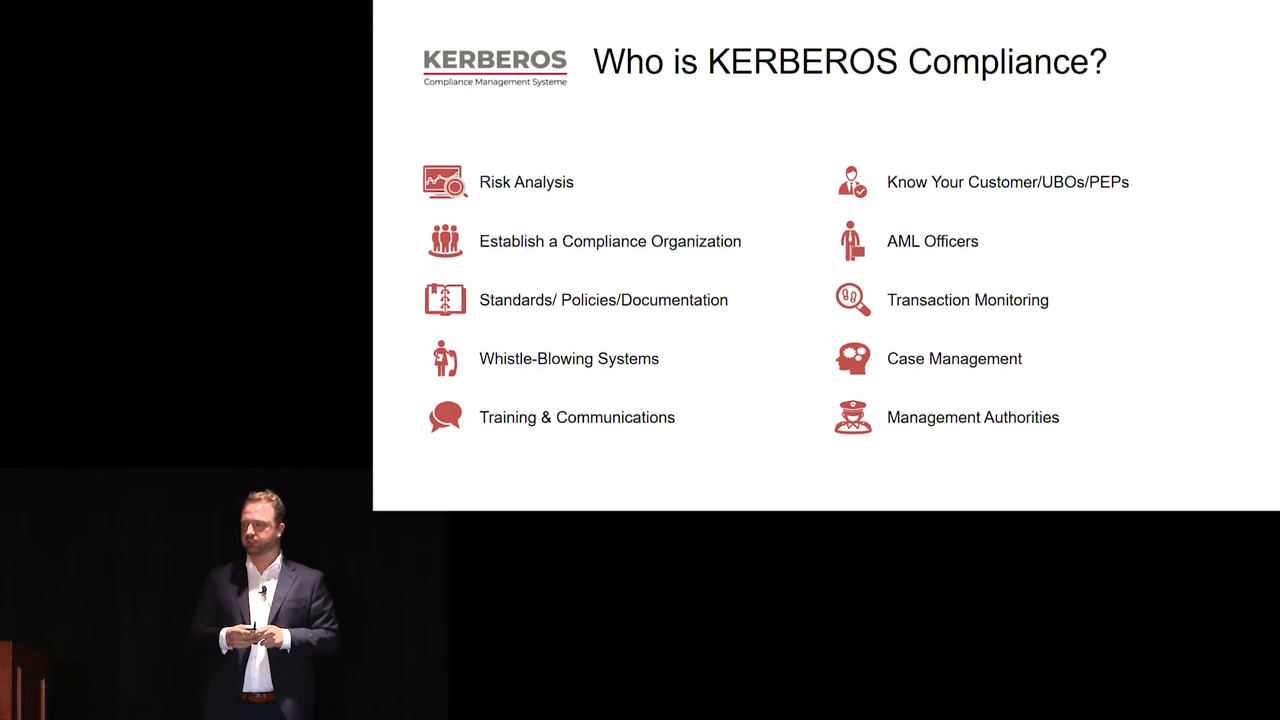 KERBEROS
Compliance Management Systeme
Who is KERBEROS Compliance?
Risk Analysis
Establish a Compliance Organization
Standards/ Policies/Documentation
Whistle-Blowing Systems
Training & Communications
Know Your Customer/UBOs/PEPs
AML Officers
Transaction Monitoring
Case Management
Management Authorities